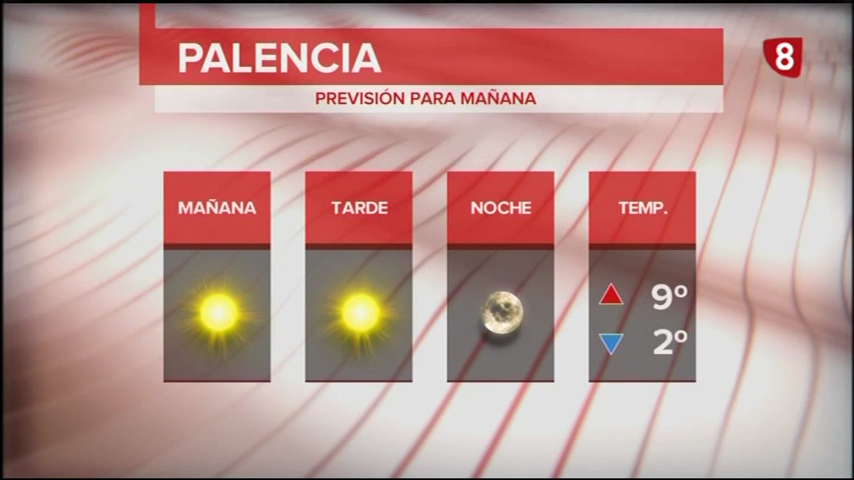 PALENCIA
8
PREVISIÓN PARA MAÑANA
MAÑANA
TARDE
NOCHE
TEMP.
9º
2º